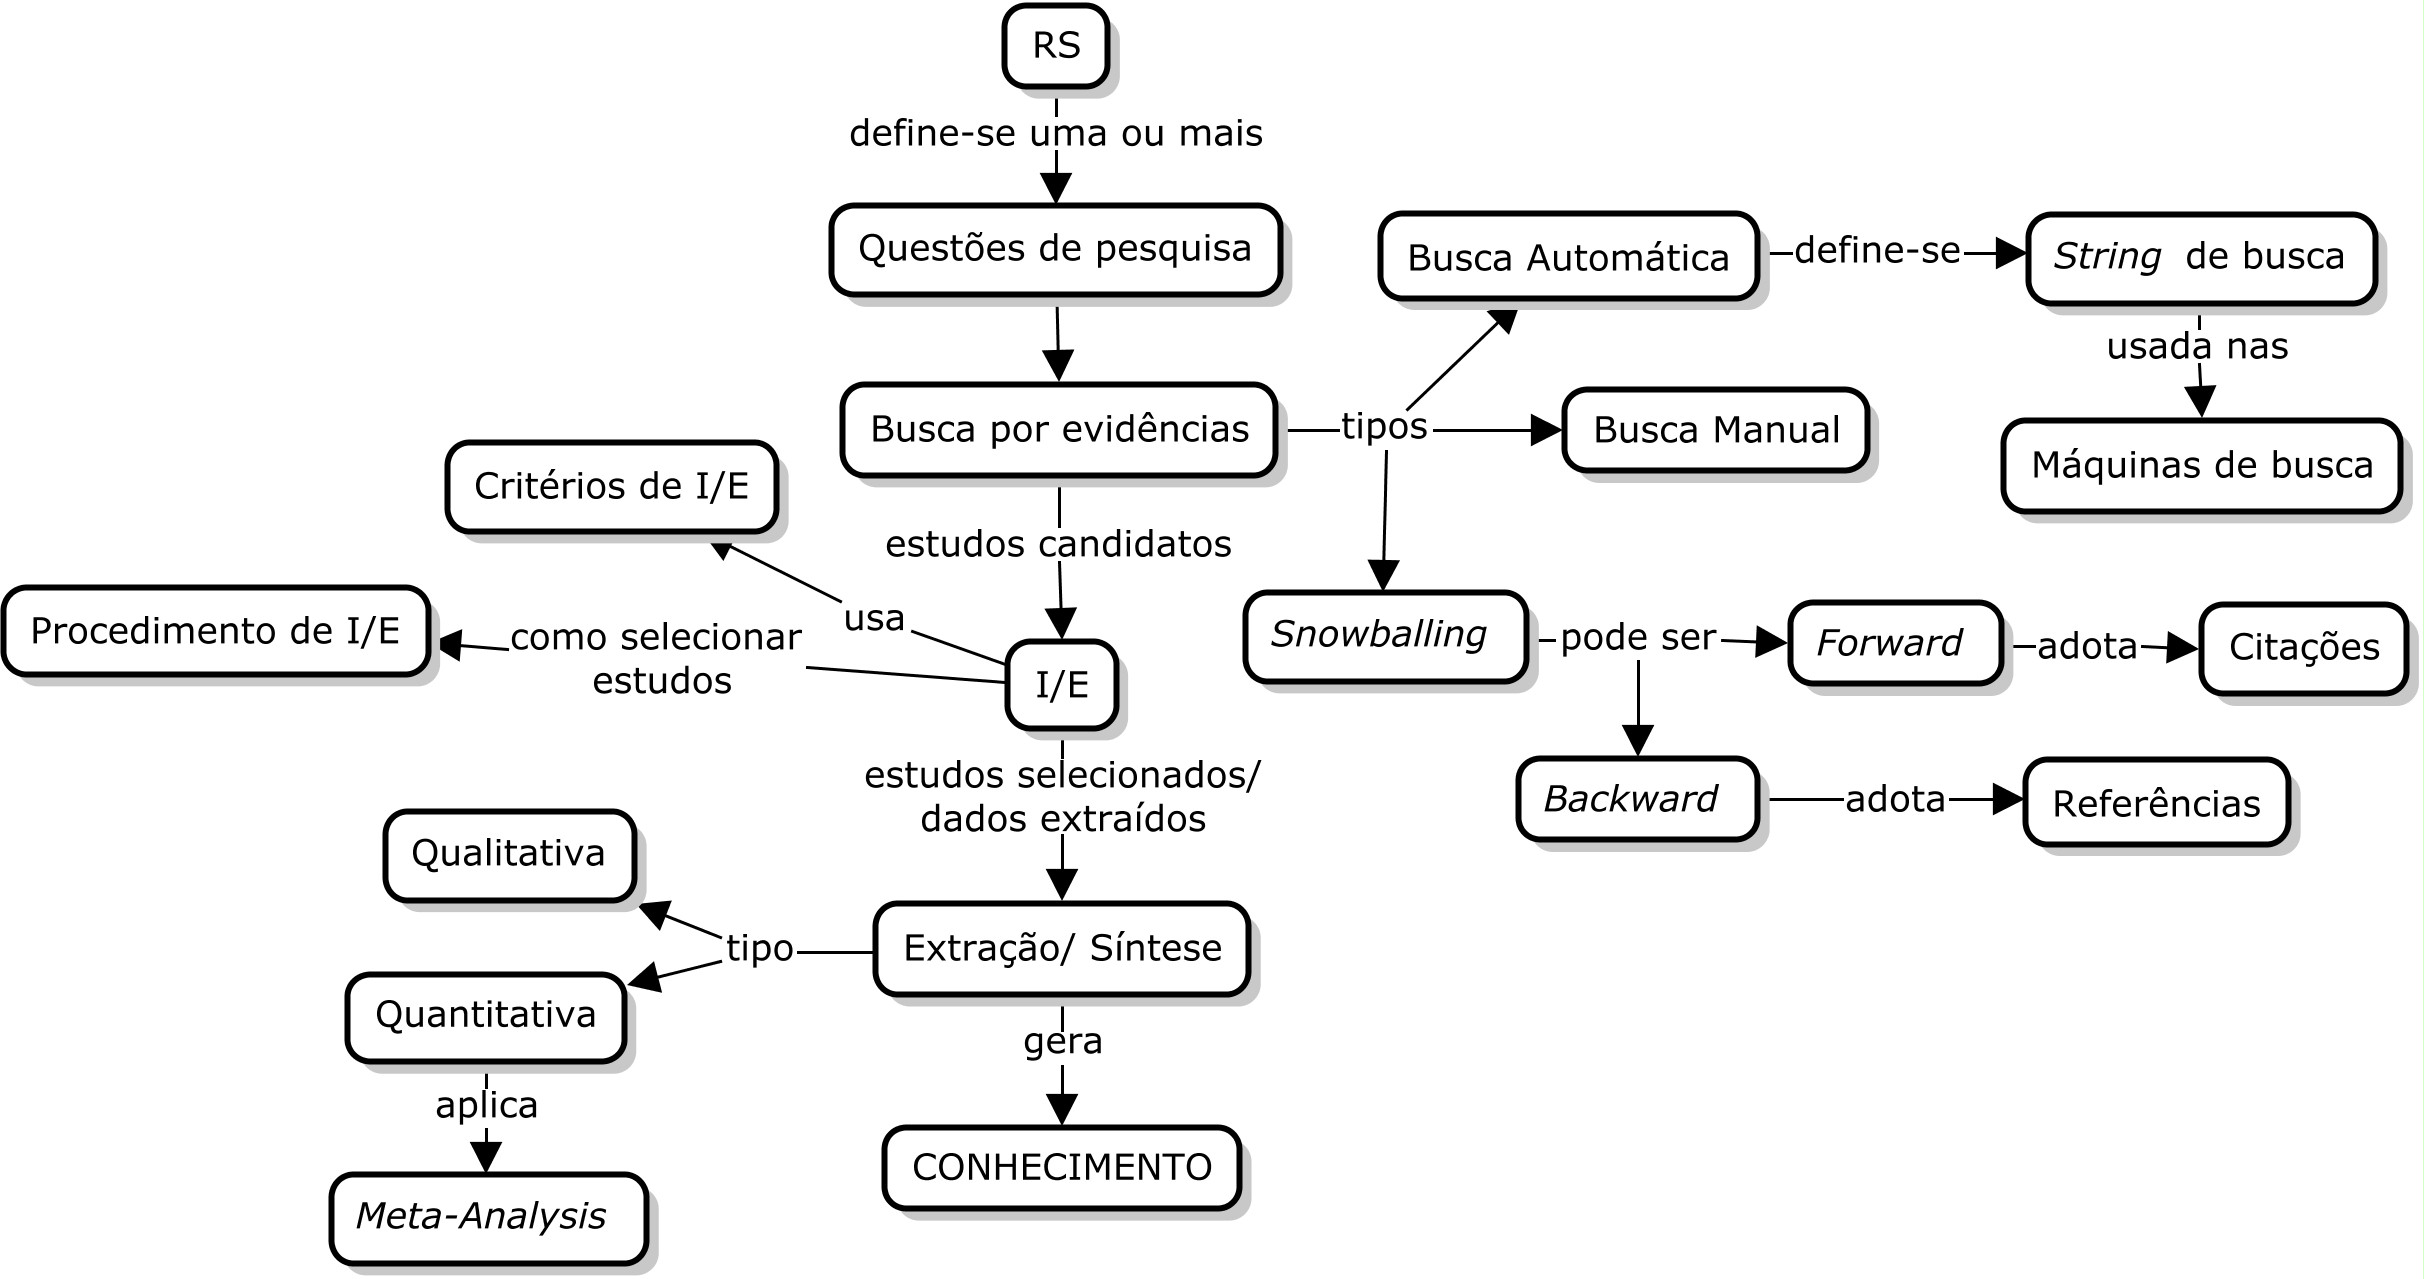 RS
define-se uma ou mais
Questões de pesquisa
Busca Automática
define-se
String de busca
usada nas
Máquinas de busca
Busca por evidências
tipos
Busca Manual
Critérios de I/E
estudos candidatos
Procedimento de I/E
como selecionar
estudos
usa
I/E
Snowballing
pode ser
Forward
adota
Citações
Backward
adota
Referências
estudos selecionados/
dados extraídos
Qualitativa
tipo
Extração/ Síntese
Quantitativa
gera
aplica
CONHECIMENTO
Meta-Analysis